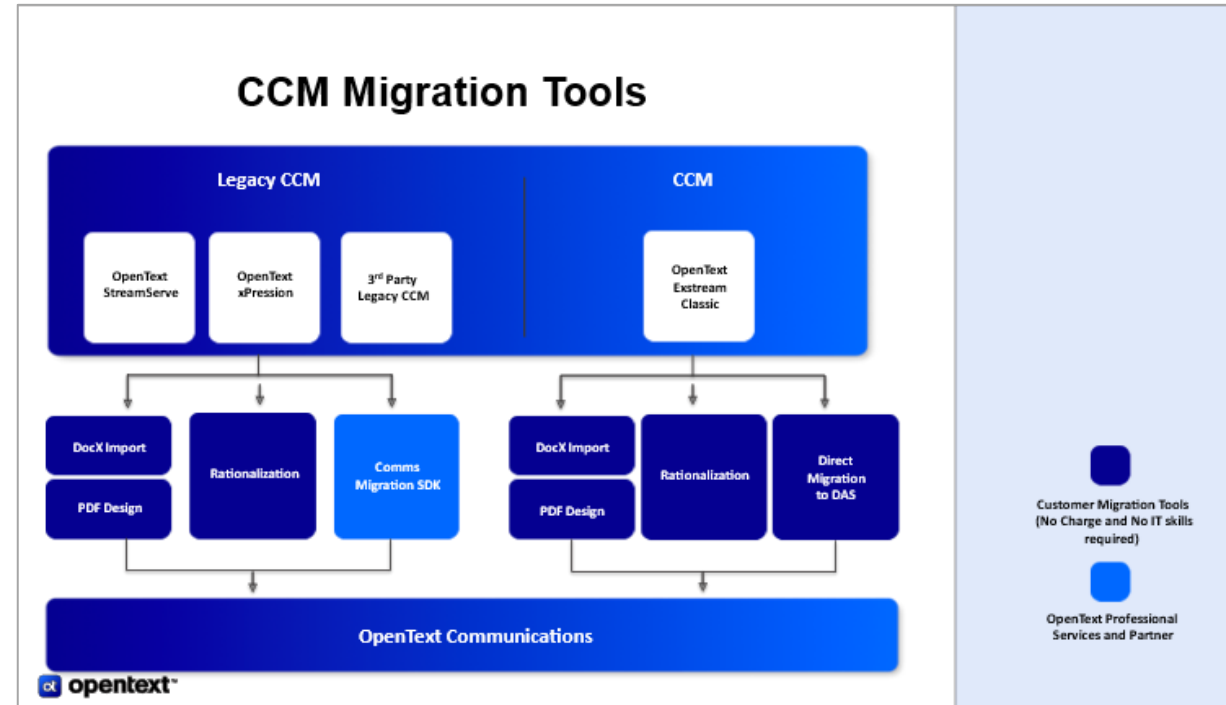 CCM Migration Tools
Legacy CCM
CCM
OpenText
StreamServe
OpenText
xPression
3rd Party
Legacy CCM
OpenText
Exstream
Classic
DocX Import
PDF Design
Rationalization
Comms
Migration SDK
DocX Import
PDF Design
Rationalization
Direct
Migration
to DAS
OpenText Communications
ot opentext™
Customer Migration Tools
(No Charge and No IT skills
required)
OpenText Professional
Services and Partner